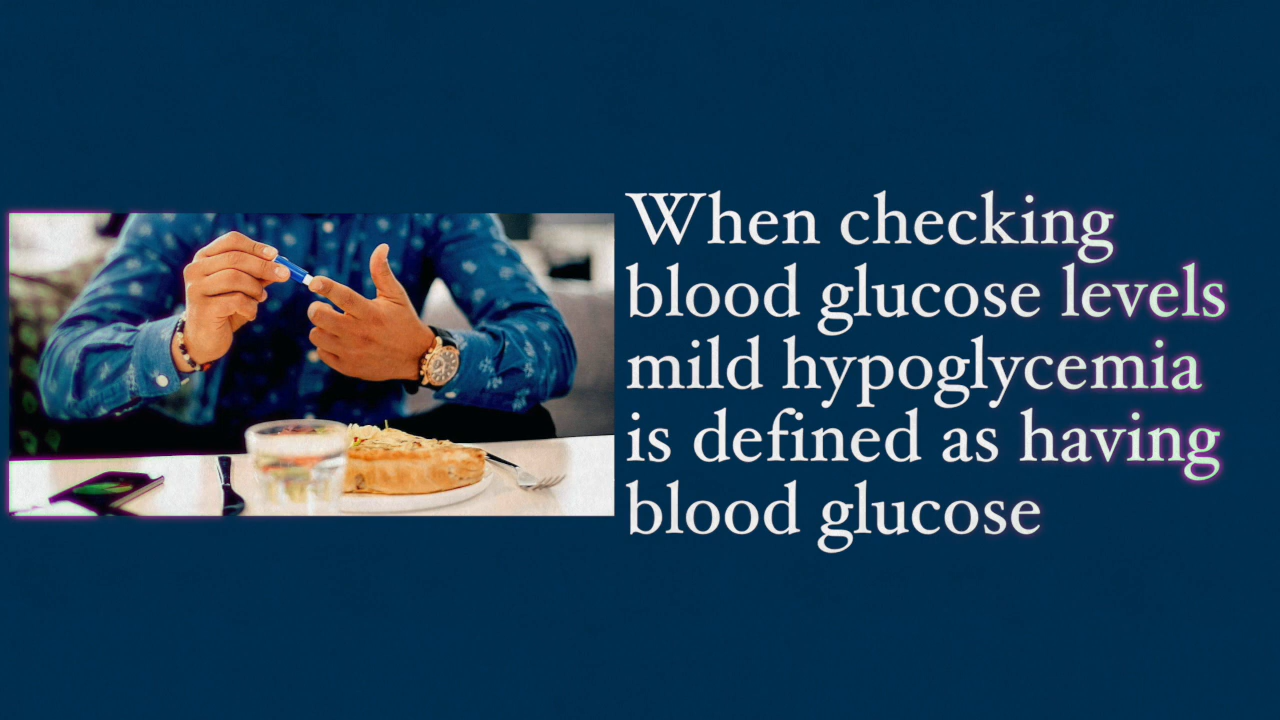 When checking
blood glucose levels
mild hypoglycemia
is defined as having
blood glucose